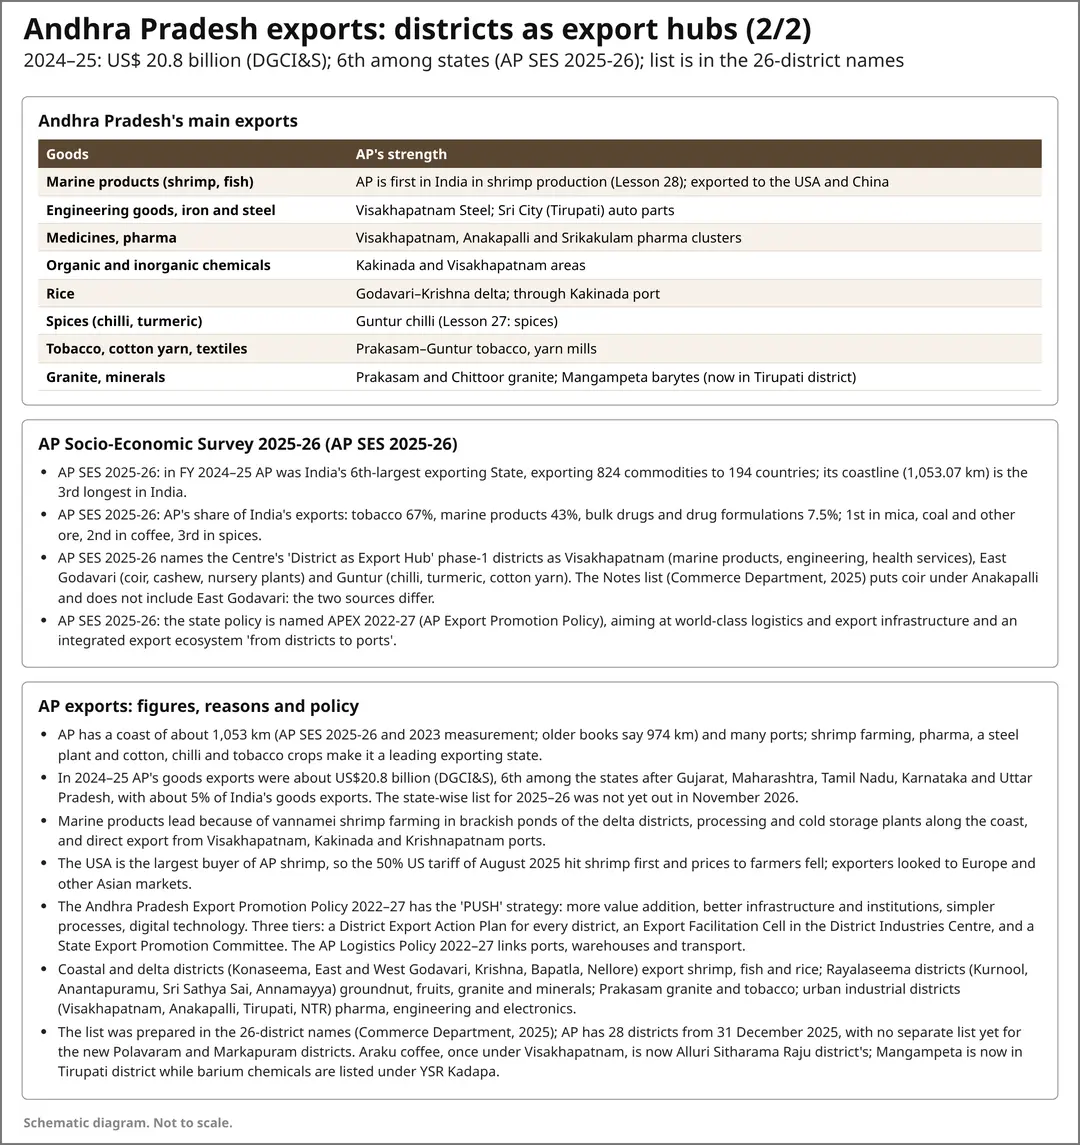 Andhra Pradesh exports: districts as export hubs (2/2)
2024–25: US$ 20.8 billion (DGCI&S); 6th among states (AP SES 2025-26); list is in the 26-district names
Andhra Pradesh's main exports
Goods AP's strength
Marine products (shrimp, fish) AP is first in India in shrimp production (Lesson 28); exported to the USA and China
Engineering goods, iron and steel Visakhapatnam Steel; Sri City (Tirupati) auto parts
Medicines, pharma Visakhapatnam, Anakapalli and Srikakulam pharma clusters
Organic and inorganic chemicals Kakinada and Visakhapatnam areas
Rice Godavari–Krishna delta; through Kakinada port
Spices (chilli, turmeric) Guntur chilli (Lesson 27: spices)
Tobacco, cotton yarn, textiles Prakasam–Guntur tobacco, yarn mills
Granite, minerals Prakasam and Chittoor granite; Mangampeta barytes (now in Tirupati district)
AP Socio-Economic Survey 2025-26 (AP SES 2025-26)
• AP SES 2025-26: in FY 2024–25 AP was India's 6th-largest exporting State, exporting 824 commodities to 194 countries; its coastline (1,053.07 km) is the
3rd longest in India.
• AP SES 2025-26: AP's share of India's exports: tobacco 67%, marine products 43%, bulk drugs and drug formulations 7.5%; 1st in mica, coal and other
ore, 2nd in coffee, 3rd in spices.
• AP SES 2025-26 names the Centre's 'District as Export Hub' phase-1 districts as Visakhapatnam (marine products, engineering, health services), East
Godavari (coir, cashew, nursery plants) and Guntur (chilli, turmeric, cotton yarn). The Notes list (Commerce Department, 2025) puts coir under Anakapalli
and does not include East Godavari: the two sources differ.
• AP SES 2025-26: the state policy is named APEX 2022-27 (AP Export Promotion Policy), aiming at world-class logistics and export infrastructure and an
integrated export ecosystem 'from districts to ports'.
AP exports: figures, reasons and policy
• AP has a coast of about 1,053 km (AP SES 2025-26 and 2023 measurement; older books say 974 km) and many ports; shrimp farming, pharma, a steel
plant and cotton, chilli and tobacco crops make it a leading exporting state.
• In 2024–25 AP's goods exports were about US$20.8 billion (DGCI&S), 6th among the states after Gujarat, Maharashtra, Tamil Nadu, Karnataka and Uttar
Pradesh, with about 5% of India's goods exports. The state-wise list for 2025–26 was not yet out in November 2026.
• Marine products lead because of vannamei shrimp farming in brackish ponds of the delta districts, processing and cold storage plants along the coast,
and direct export from Visakhapatnam, Kakinada and Krishnapatnam ports.
• The USA is the largest buyer of AP shrimp, so the 50% US tariff of August 2025 hit shrimp first and prices to farmers fell; exporters looked to Europe and
other Asian markets.
• The Andhra Pradesh Export Promotion Policy 2022–27 has the 'PUSH' strategy: more value addition, better infrastructure and institutions, simpler
processes, digital technology. Three tiers: a District Export Action Plan for every district, an Export Facilitation Cell in the District Industries Centre, and a
State Export Promotion Committee. The AP Logistics Policy 2022–27 links ports, warehouses and transport.
• Coastal and delta districts (Konaseema, East and West Godavari, Krishna, Bapatla, Nellore) export shrimp, fish and rice; Rayalaseema districts (Kurnool,
Anantapuramu, Sri Sathya Sai, Annamayya) groundnut, fruits, granite and minerals; Prakasam granite and tobacco; urban industrial districts
(Visakhapatnam, Anakapalli, Tirupati, NTR) pharma, engineering and electronics.
• The list was prepared in the 26-district names (Commerce Department, 2025); AP has 28 districts from 31 December 2025, with no separate list yet for
the new Polavaram and Markapuram districts. Araku coffee, once under Visakhapatnam, is now Alluri Sitharama Raju district's; Mangampeta is now in
Tirupati district while barium chemicals are listed under YSR Kadapa.
Schematic diagram. Not to scale.